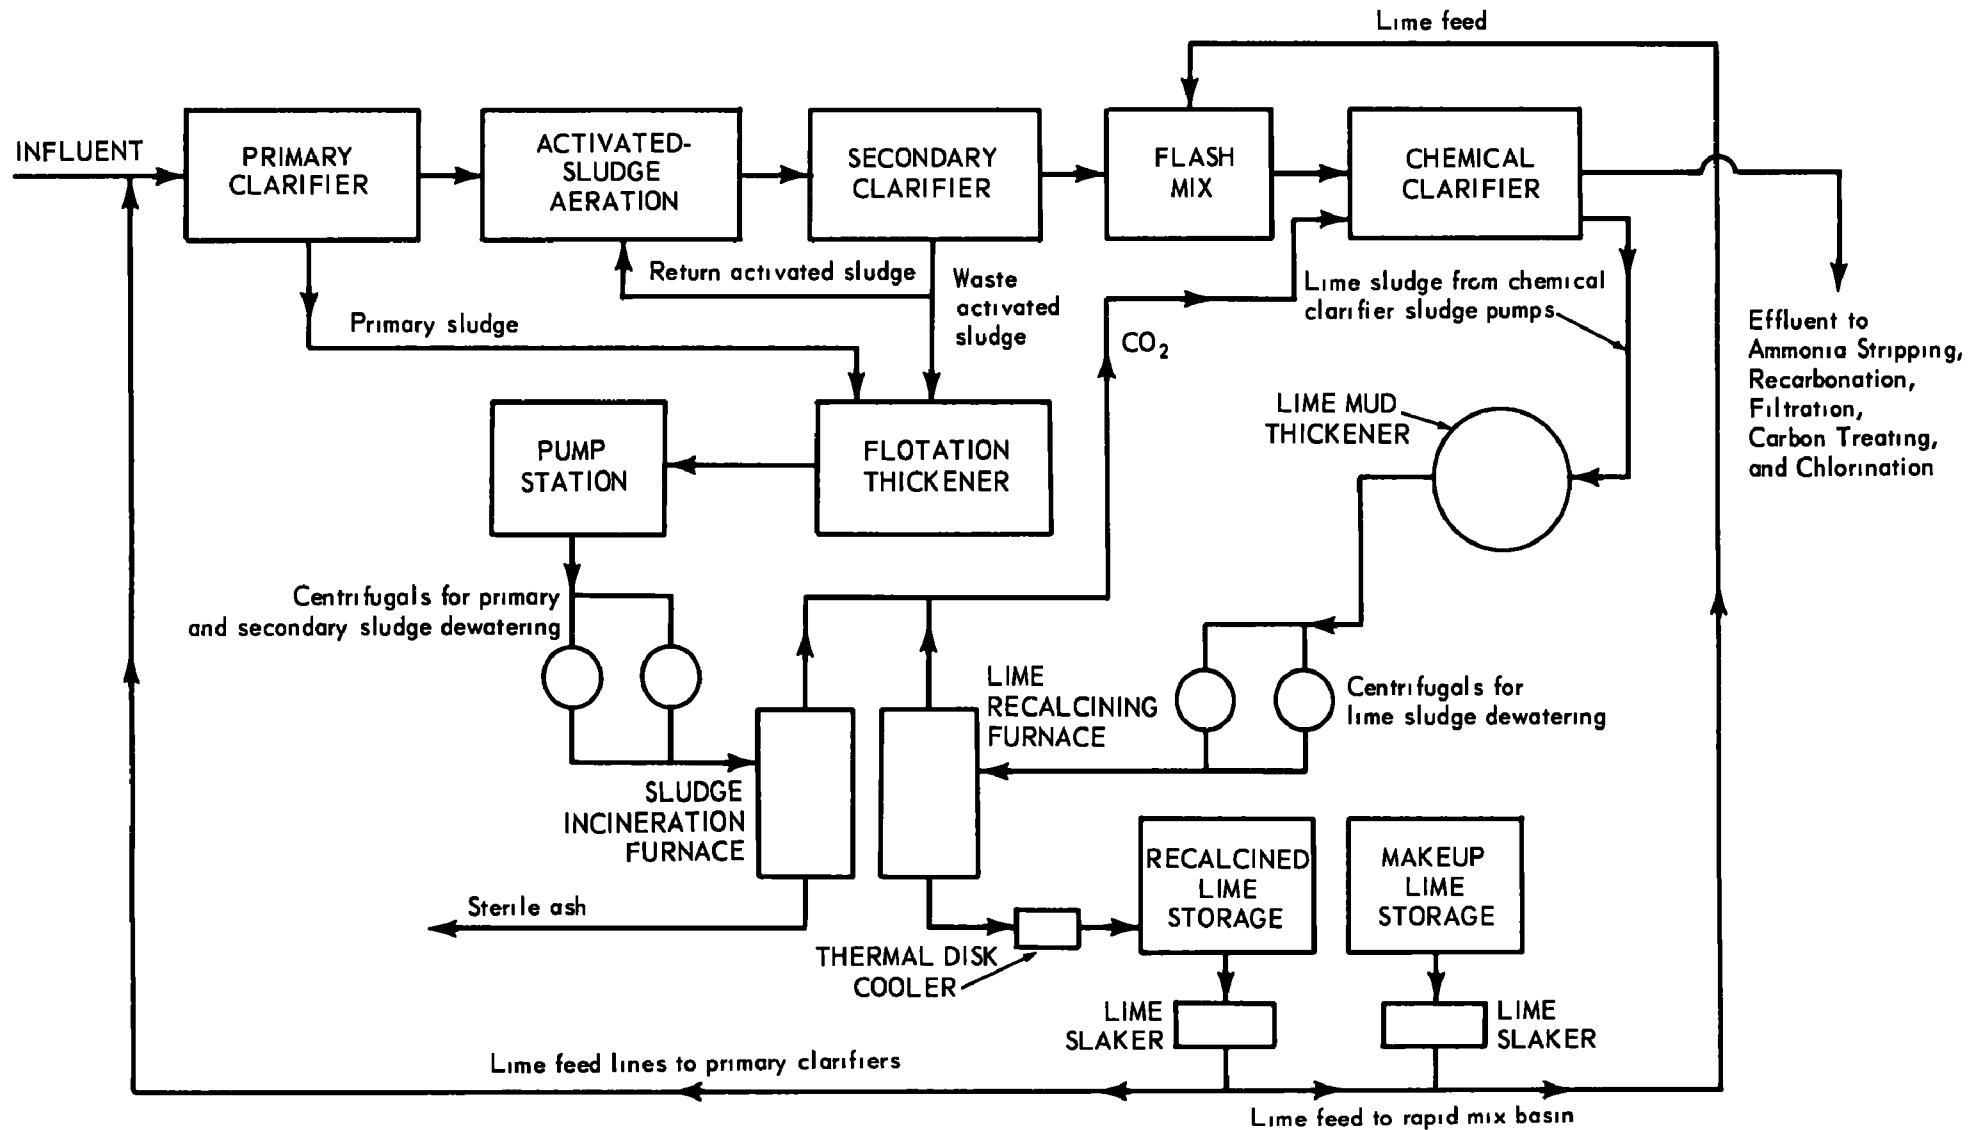 Lime feed
INFLUENT
PRIMARY
CLARIFIER
ACTIVATED-
SLUDGE
AERATION
SECONDARY
CLARIFIER
FLASH
MIX
CHEMICAL
CLARIFIER
Return activated sludge
Waste
activated
sludge
Primary sludge
CO2
Lime sludge from chemical
clarifier sludge pumps
Effluent to
Ammonia Stripping,
Recarbonation,
Filtration,
Carbon Treating,
and Chlorination
PUMP
STATION
FLOTATION
THICKENER
LIME MUD
THICKENER
Centrifugals for primary
and secondary sludge dewatering
LIME
RECALCINING
FURNACE
Centrifugals for
lime sludge dewatering
SLUDGE
INCINERATION
FURNACE
Sterile ash
THERMAL DISK
COOLER
RECALCINED
LIME
STORAGE
MAKEUP
LIME
STORAGE
LIME
SLAKER
LIME
SLAKER
Lime feed lines to primary clarifiers
Lime feed to rapid mix basin